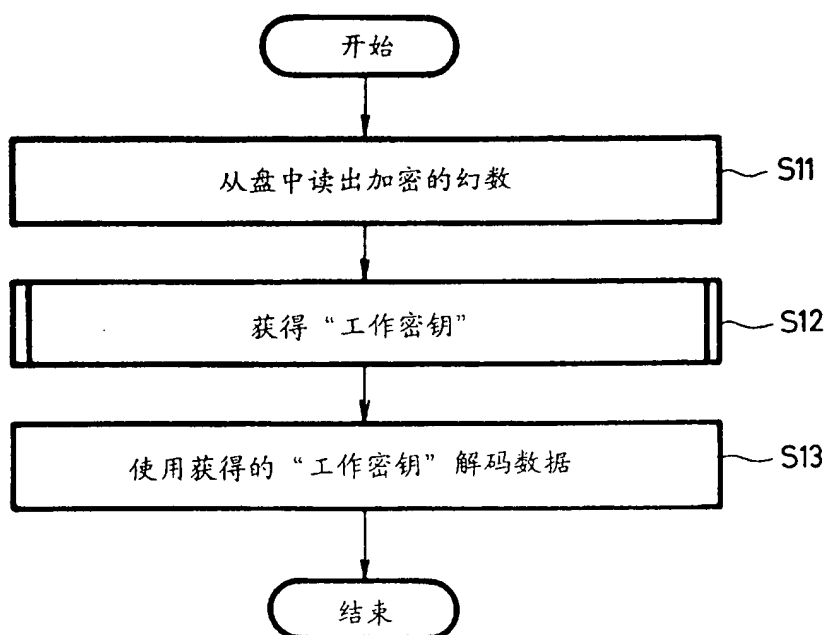 开始
从盘中读出加密的幻数
S11
获得“工作密钥”
S12
使用获得的“工作密钥”解码数据
S13
结束